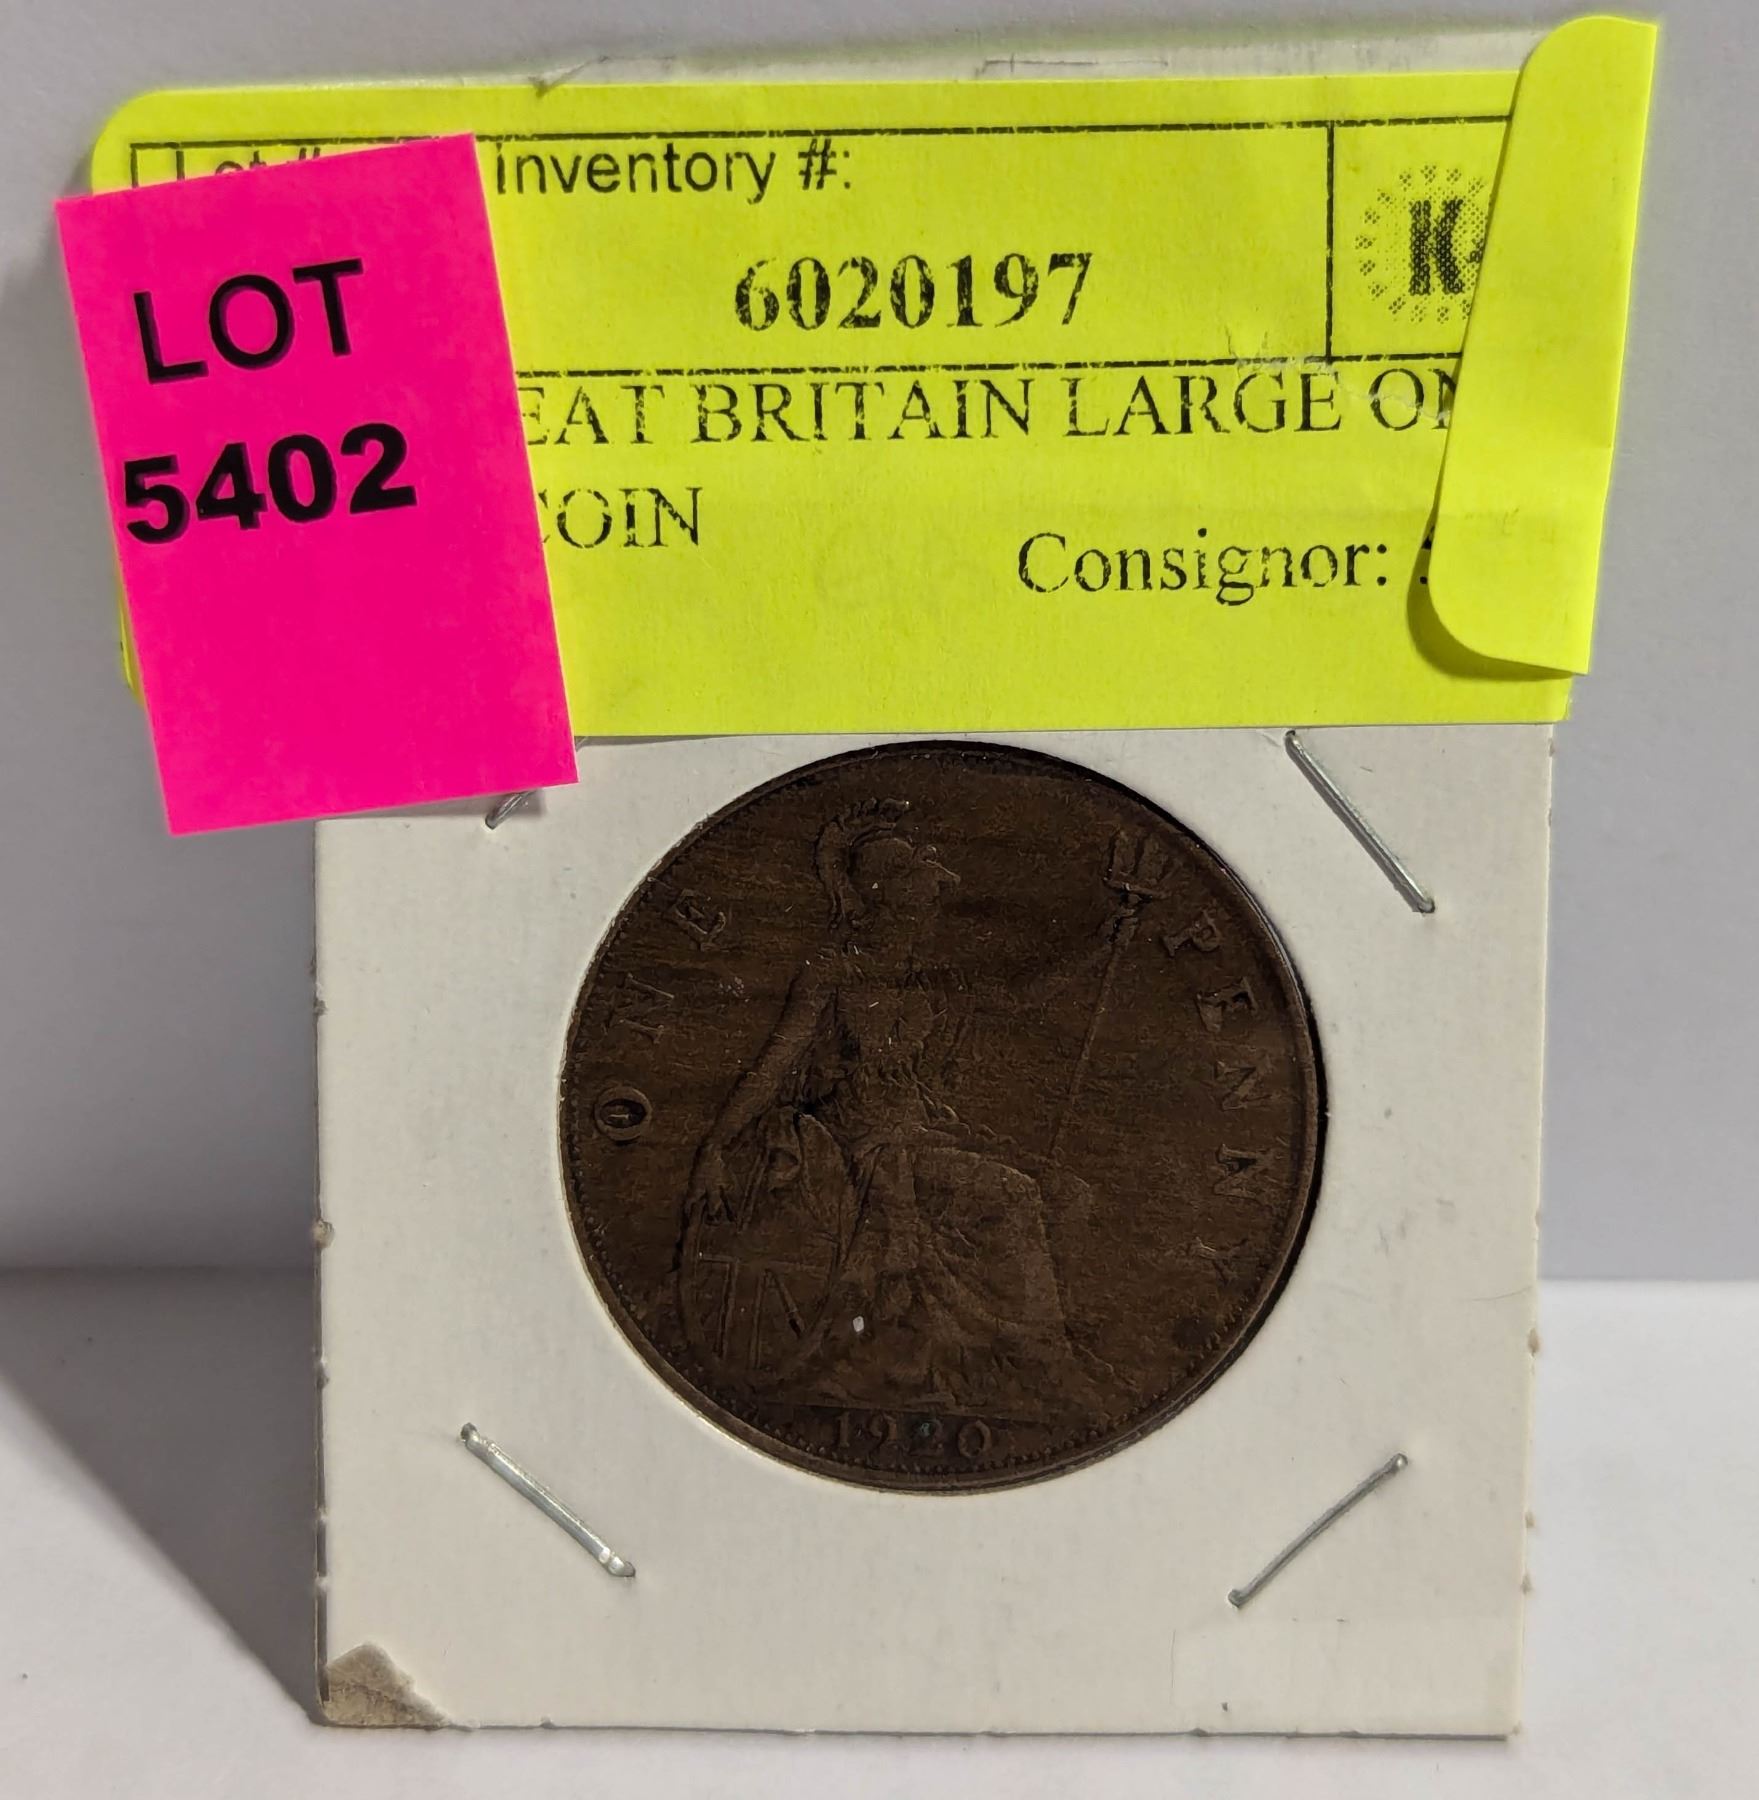 Inventory #:
6020197
K
LOT
5402
EAT BRITAIN LARGE ON
COIN
Consignor:
ONE PENNY
1920